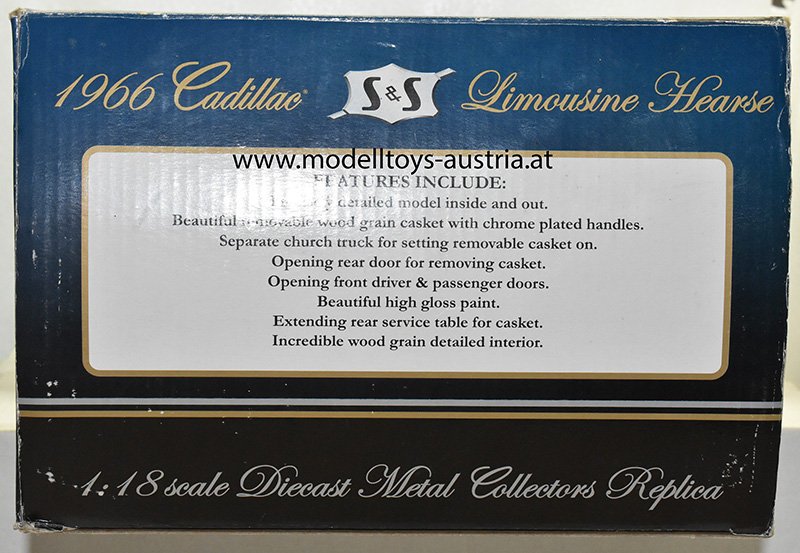 1966 Cadillac S&S Limousine Hearse
www.modelltoys-austria.at
FEATURES INCLUDE:
detailed model inside and out.
Beautiful removable wood grain casket with chrome plated handles.
Separate church truck for setting removable casket on.
Opening rear door for removing casket.
Opening front driver & passenger doors.
Beautiful high gloss paint.
Extending rear service table for casket.
Incredible wood grain detailed interior.
1:18 scale Diecast Metal Collectors Replica